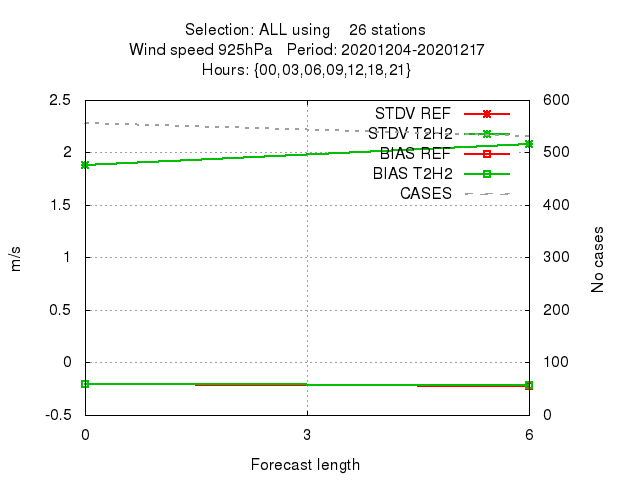 Selection: ALL using    26 stations
Wind speed 925hPa   Period: 20201204-20201217
Hours: {00,03,06,09,12,18,21}
2.5
2
1.5
1
0.5
0
-0.5
600
500
400
300
200
100
0
STDV REF
STDV T2H2
BIAS REF
BIAS T2H2
CASES
m/s
No cases
0
3
6
Forecast length